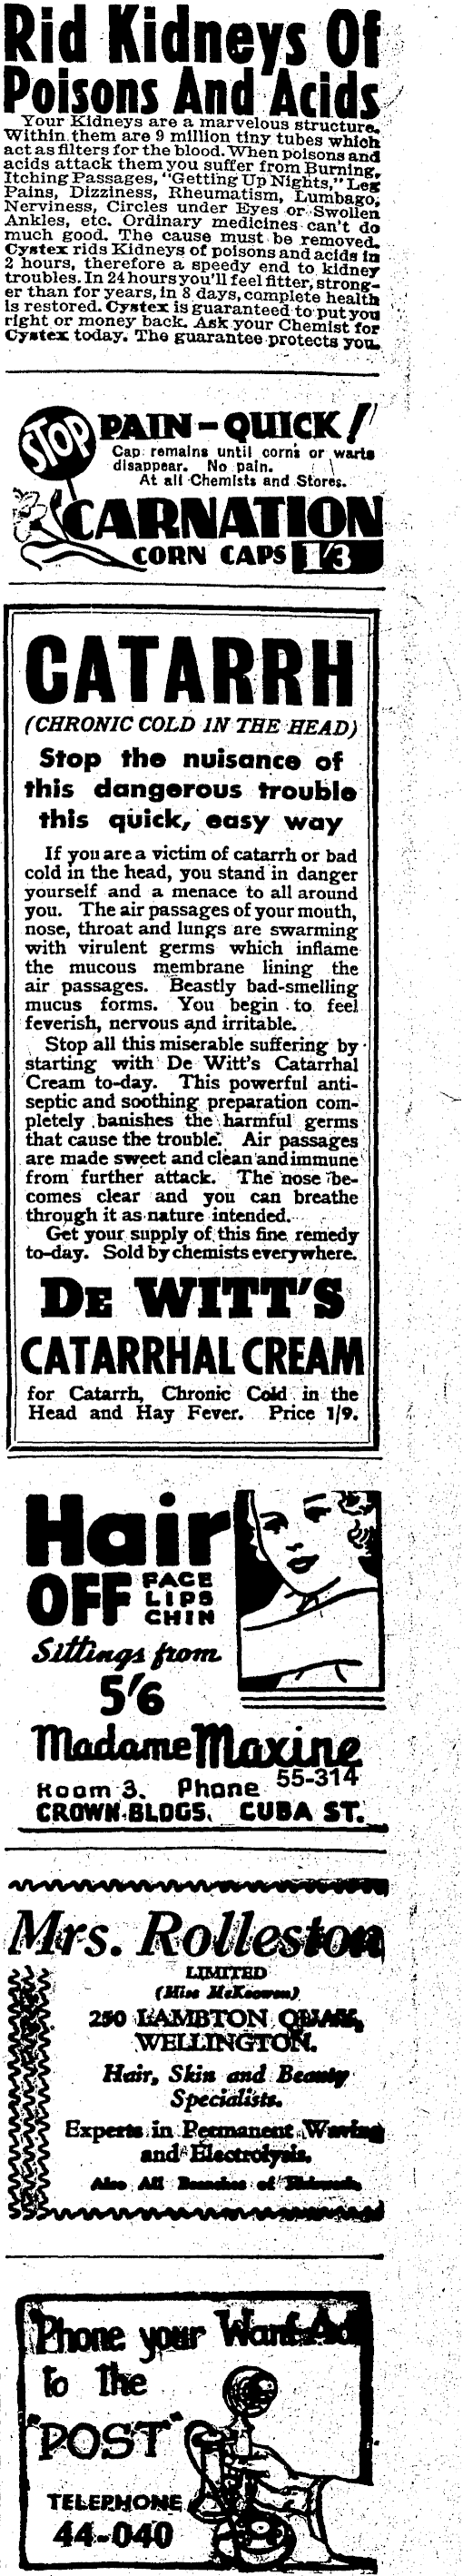 Rid Kidneys Of
Poisons And Acids
Your Kidneys are a marvelous structure.
Within them are 9 million tiny tubes which
act as filters for the blood. When poisons and
acids attack them you suffer from Burning,
Itching Passages, "Getting Up Nights," Leg
Pains, Dizziness, Rheumatism, Lumbago,
Nerviness, Circles under Eyes or Swollen
Ankles, etc. Ordinary medicines can't do
much good. The cause must be removed.
Cystex rids Kidneys of poisons and acids in
2 hours, therefore a speedy end to kidney
troubles. In 24 hours you'll feel fitter, strong-
er than for years, in 8 days, complete health
is restored. Cystex is guaranteed to put you
right or money back. Ask your Chemist for
Cystex today. The guarantee protects you.
STOP PAIN-QUICK!
Cap remains until corns or warts
disappear. No pain.
At all Chemists and Stores.
CARNATION
CORN CAPS 1/3
CATARRH
(CHRONIC COLD IN THE HEAD)
Stop the nuisance of
this dangerous trouble
this quick, easy way
If you are a victim of catarrh or bad
cold in the head, you stand in danger
yourself and a menace to all around
you. The air passages of your mouth,
nose, throat and lungs are swarming
with virulent germs which inflame
the mucous membrane lining the
air passages. Beastly bad-smelling
mucus forms. You begin to feel
feverish, nervous and irritable.
Stop all this miserable suffering by
starting with De Witt's Catarrhal
Cream to-day. This powerful anti-
septic and soothing preparation com-
pletely banishes the harmful germs
that cause the trouble. Air passages
are made sweet and clean and immune
from further attack. The nose be-
comes clear and you can breathe
through it as nature intended.
Get your supply of this fine remedy
to-day. Sold by chemists everywhere.
DE WITT'S
CATARRHAL CREAM
for Catarrh, Chronic Cold in the
Head and Hay Fever. Price 1/9.
Hair
OFF FACE
LIPS
CHIN
Sittings from
5/6
Madame Maxine
Room 3. Phone 55-314
CROWN BLDGS. CUBA ST.
Mrs. Rolleston
LIMITED
(Miss McKeowen)
250 LAMBTON QUAY,
WELLINGTON.
Hair, Skin and Beauty
Specialists.
Experts in Permanent Waving
and Electrolysis.
Also All Branches of
'Phone your Want Ad
to the
"POST"
TELEPHONE
44-040